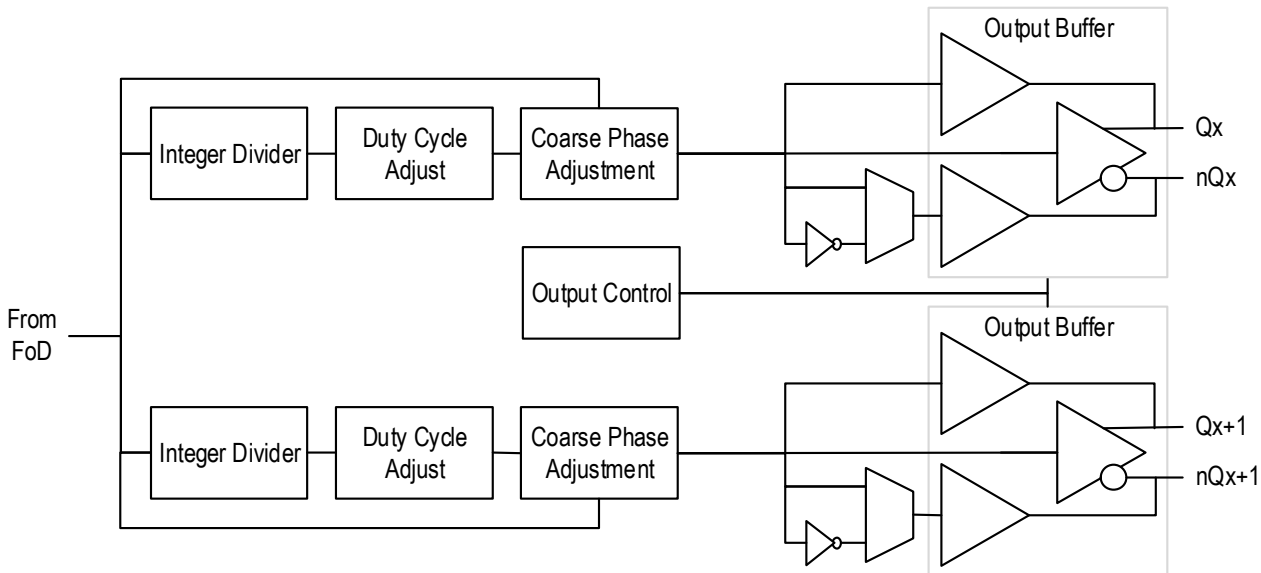 Output Buffer
Integer Divider
Duty Cycle
Adjust
Coarse Phase
Adjustment
Qx
nQx
Output Control
From
FoD
Output Buffer
Integer Divider
Duty Cycle
Adjust
Coarse Phase
Adjustment
Qx+1
nQx+1